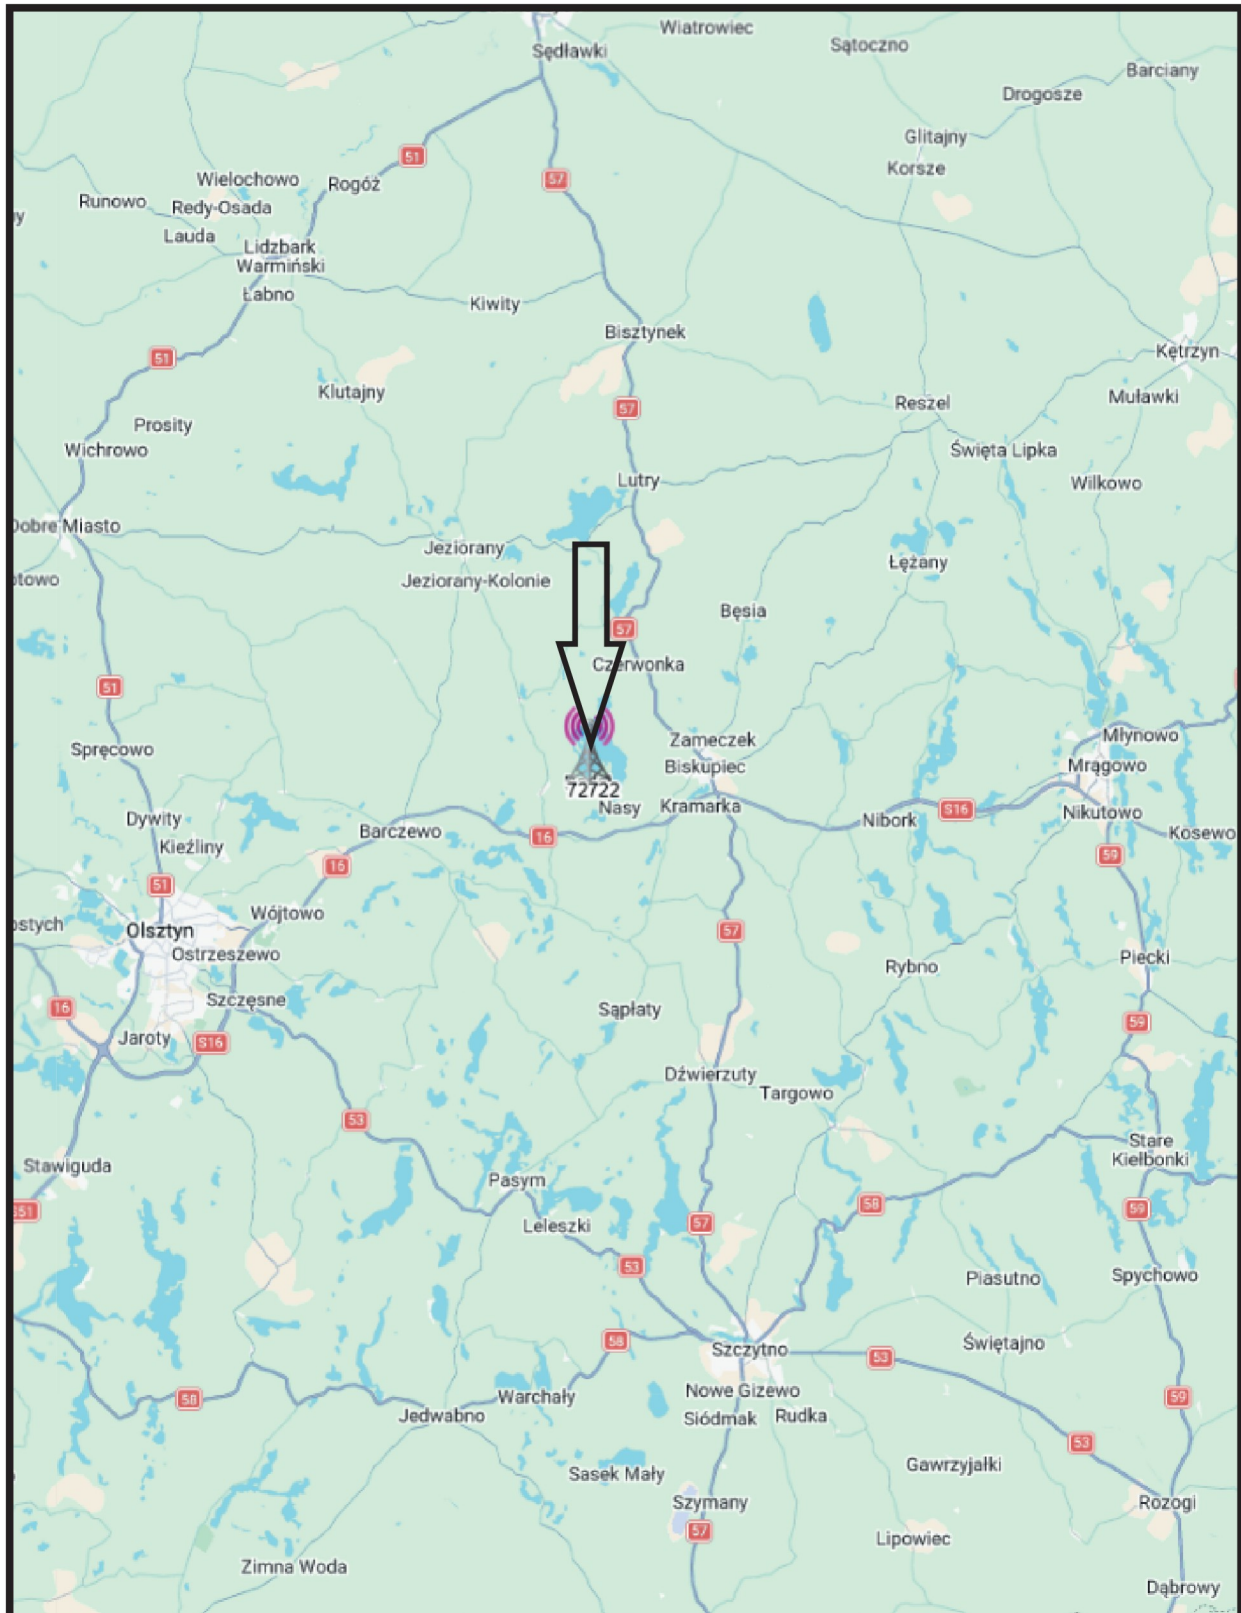 Wiatrowiec
Sędławki
Sątoczno
Barciany
Drogosze
Glitajny
51
Korsze
57
Wielochowo
Rogóż
Runowo
Redy-Osada
Lauda
Lidzbark
Warmiński
Łabno
Kiwity
Bisztynek
51
Kętrzyn
Klutajny
Muławki
Reszel
57
Prosity
Wichrowo
Święta Lipka
Lutry
Wilkowo
Dobre Miasto
Jeziorany
Łężany
otowo
Jeziorany-Kolonie
Bęsia
57
Czerwonka
51
Młynowo
Zameczek
Spręcowo
Biskupiec
Mrągowo
72722
Nasy
Kramarka
S16
Nikutowo
Dywity
Nibork
Barczewo
16
Kosewo
Kieźliny
59
16
51
Wójtowo
ostych
Olsztyn
57
Ostrzeszewo
Piecki
Rybno
Szczęsne
16
Sąpłaty
59
Jaroty
S16
Dźwierzuty
Targowo
53
Stare
Kiełbonki
Stawiguda
Pasym
58
S51
59
Leleszki
57
53
Piasutno
Spychowo
58
Świętajno
Szczytno
53
58
Warchały
Nowe Gizewo
59
Jedwabno
Siódmak
Rudka
53
Gawrzyjałki
Sasek Mały
Szymany
Rozogi
57
Lipowiec
Zimna Woda
Dąbrowy